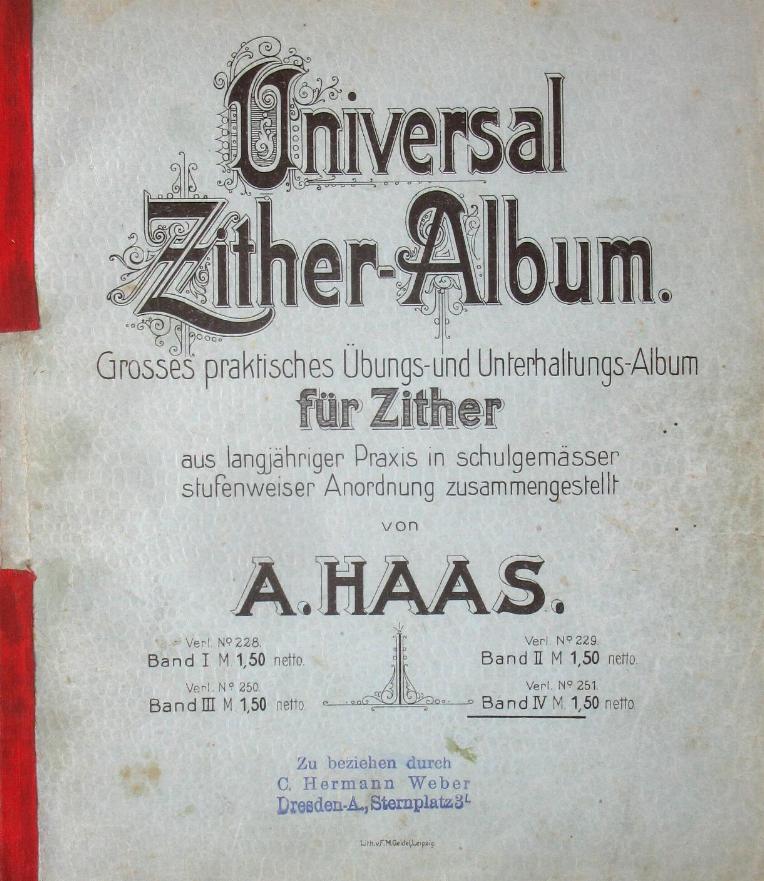 Universal
Zither-Album.
Grosses praktisches Übungs-und Unterhaltungs-Album
für Zither
aus langjähriger Praxis in schulgemässer
stufenweiser Anordnung zusammengestellt
von
A. HAAS.
Verl. No 228.
Band I M 1,50 netto.
Verl. No 229.
Band II M 1,50 netto.
Verl. No 250.
Band III M 1,50 netto.
Verl. No 251.
Band IV M. 1,50 netto
Zu beziehen durch
C. Hermann Weber
Dresden-A., Sternplatz 3L
Lith. v. F. M. Geidel, Leipzig